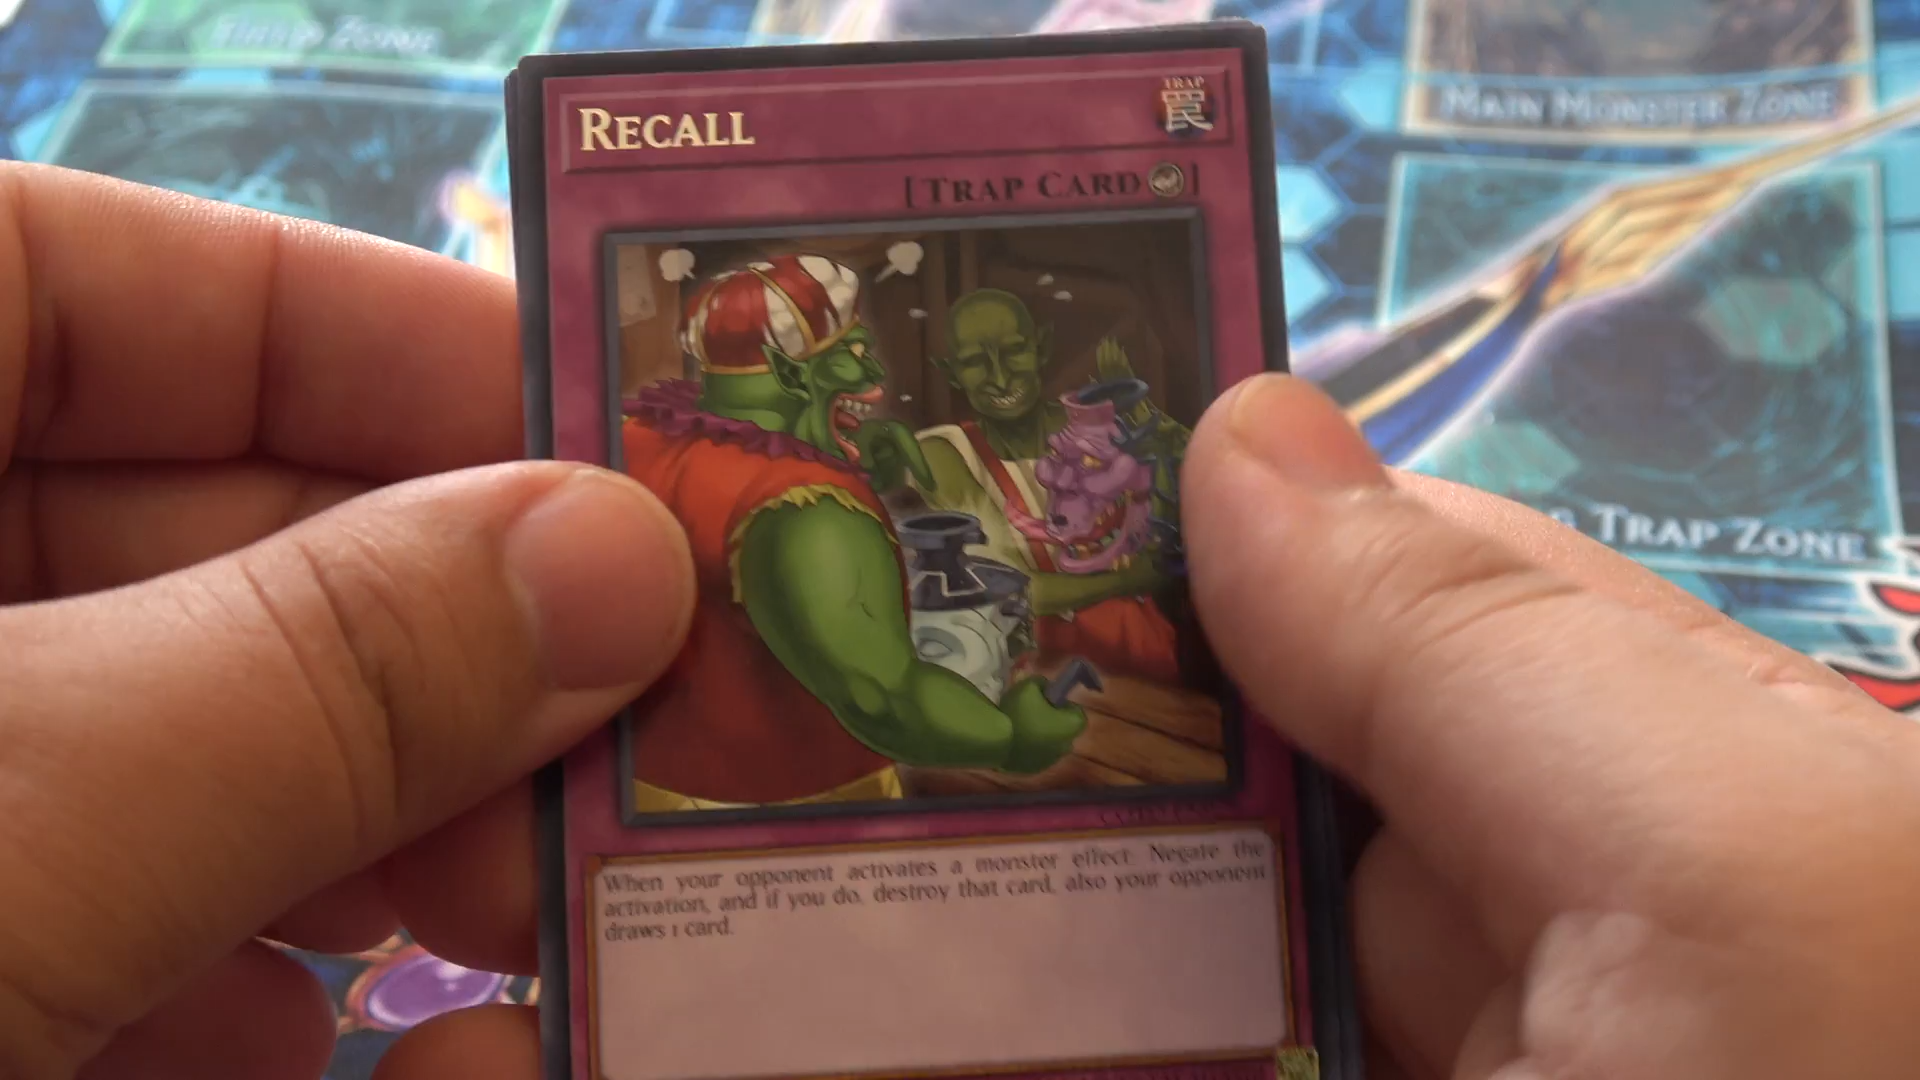 FIELD ZONE
MAIN MONSTER ZONE
RECALL
TRAP
罠
[TRAP CARD]
TRAP ZONE
When your opponent activates a monster effect: Negate the
activation, and if you do, destroy that card, also your opponent
draws 1 card.